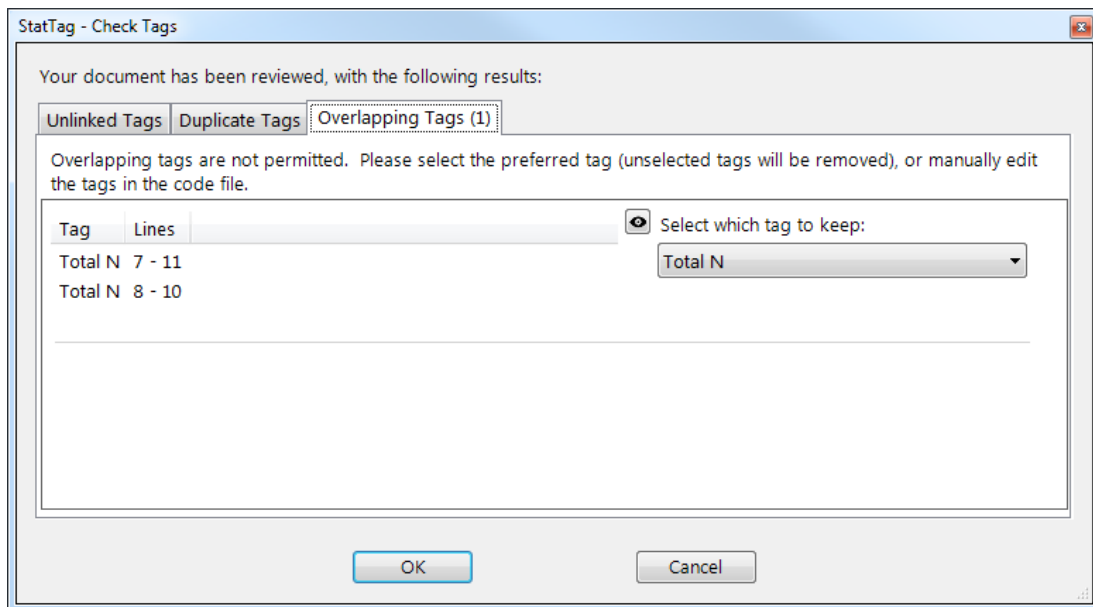 StatTag - Check Tags
Your document has been reviewed, with the following results:
Unlinked Tags Duplicate Tags Overlapping Tags (1)
Overlapping tags are not permitted.  Please select the preferred tag (unselected tags will be removed), or manually edit
the tags in the code file.
Tag Lines
Select which tag to keep:
Total N 7 - 11
Total N
Total N 8 - 10
OK Cancel